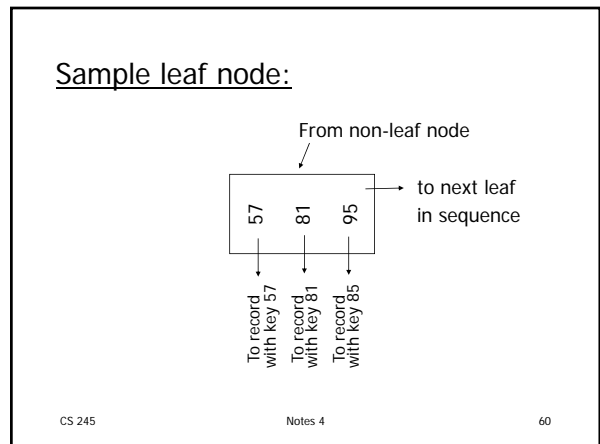 Sample leaf node:
From non-leaf node
to next leaf
in sequence
57
81
95
To record
with key 57
To record
with key 81
To record
with key 85
CS 245
Notes 4
60